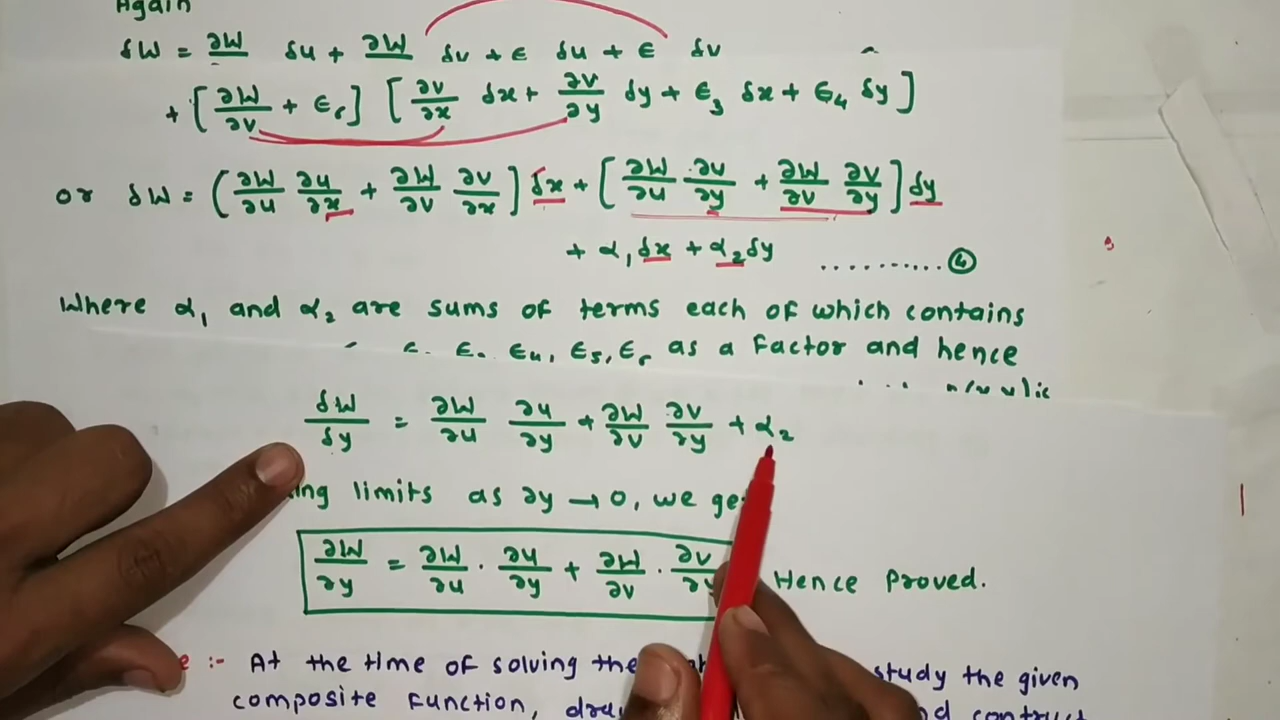 Again
δW = ∂W δu + ∂W δv + ϵ δu + ϵ δv
+ [∂W/∂v + ϵ₆] [∂v/∂x δx + ∂v/∂y δy + ϵ₃ δx + ϵ₄ δy]
or δW = (∂W/∂u ∂u/∂x + ∂W/∂v ∂v/∂x] δx + [∂W/∂u ∂u/∂y + ∂W/∂v ∂v/∂y] δy
+ α₁ δx + α₂ δy .......... ④
Where α₁ and α₂ are sums of terms each of which contains
ϵ₄, ϵ₅, ϵ₆ as a factor and hence
δW/δy = ∂W/∂u ∂u/∂y + ∂W/∂v ∂v/∂y + α₂
limits as ∂y → 0, we
∂W/∂y = ∂W/∂u · ∂u/∂y + ∂W/∂v · ∂v/∂y Hence Proved.
:- At the time of solving the study the given
composite function,